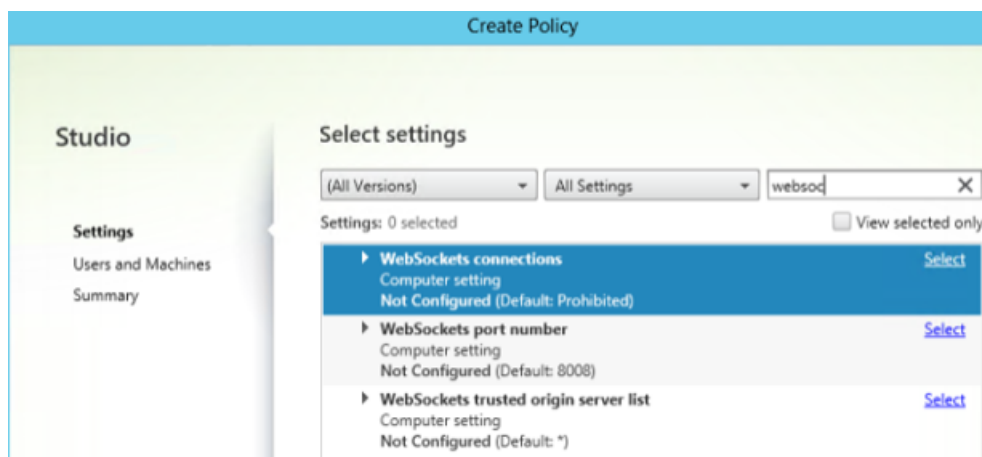 Create Policy
Studio
Select settings
(All Versions)
All Settings
websoc
Settings: 0 selected
View selected only
Settings
Users and Machines
Summary
WebSockets connections
Select
Computer setting
Not Configured (Default: Prohibited)
WebSockets port number
Select
Computer setting
Not Configured (Default: 8008)
WebSockets trusted origin server list
Select
Computer setting
Not Configured (Default: *)